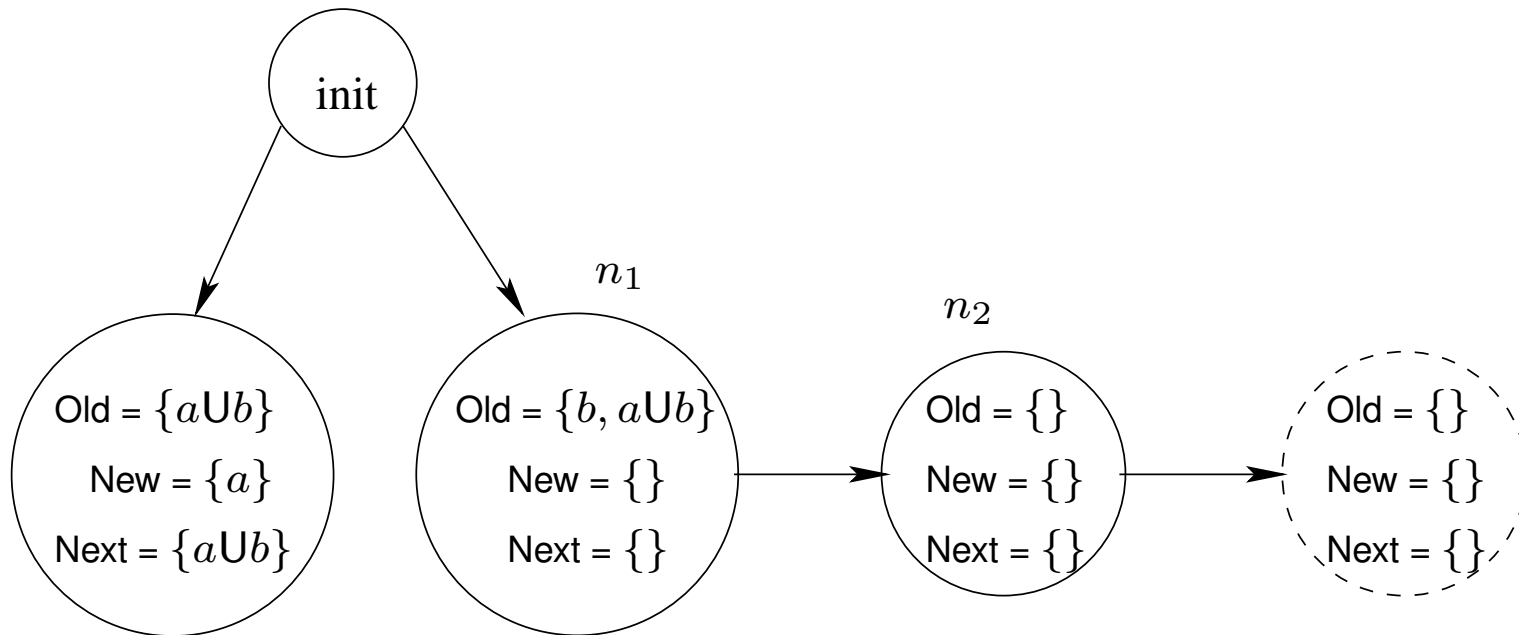 init
n₁
n₂
Old = {aUb}
New = {a}
Next = {aUb}
Old = {b, aUb}
New = {}
Next = {}
Old = {}
New = {}
Next = {}
Old = {}
New = {}
Next = {}